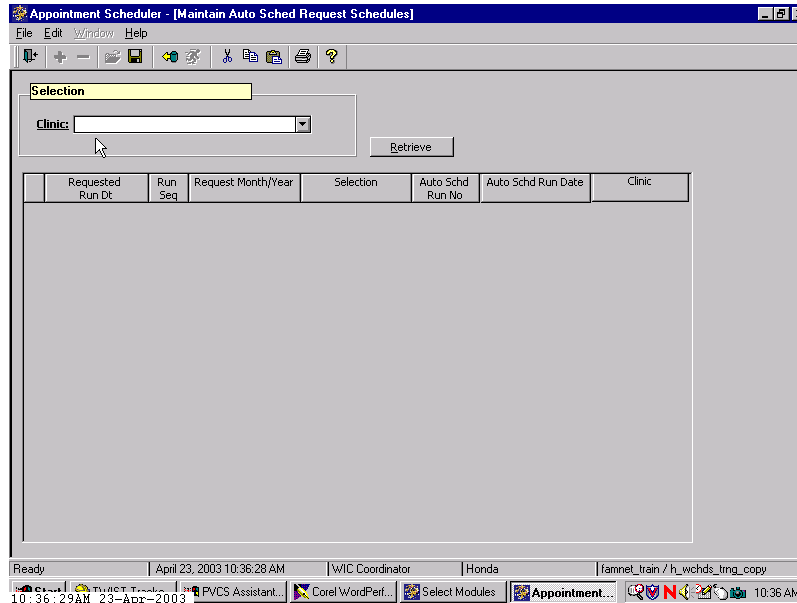 Appointment Scheduler - [Maintain Auto Sched Request Schedules]
File Edit Window Help
Selection
Clinic:
Retrieve
Requested Run Dt Run Seq Request Month/Year Selection Auto Schd Run No Auto Schd Run Date Clinic
Ready April 23, 2003 10:36:28 AM WIC Coordinator Honda famnet_train / h_wchds_trng_copy
Start TWIST Tracke... PVCS Assistant... Corel WordPerf... Select Modules Appointment... 10:36 AM
10:36:29AM 23-Apr-2003